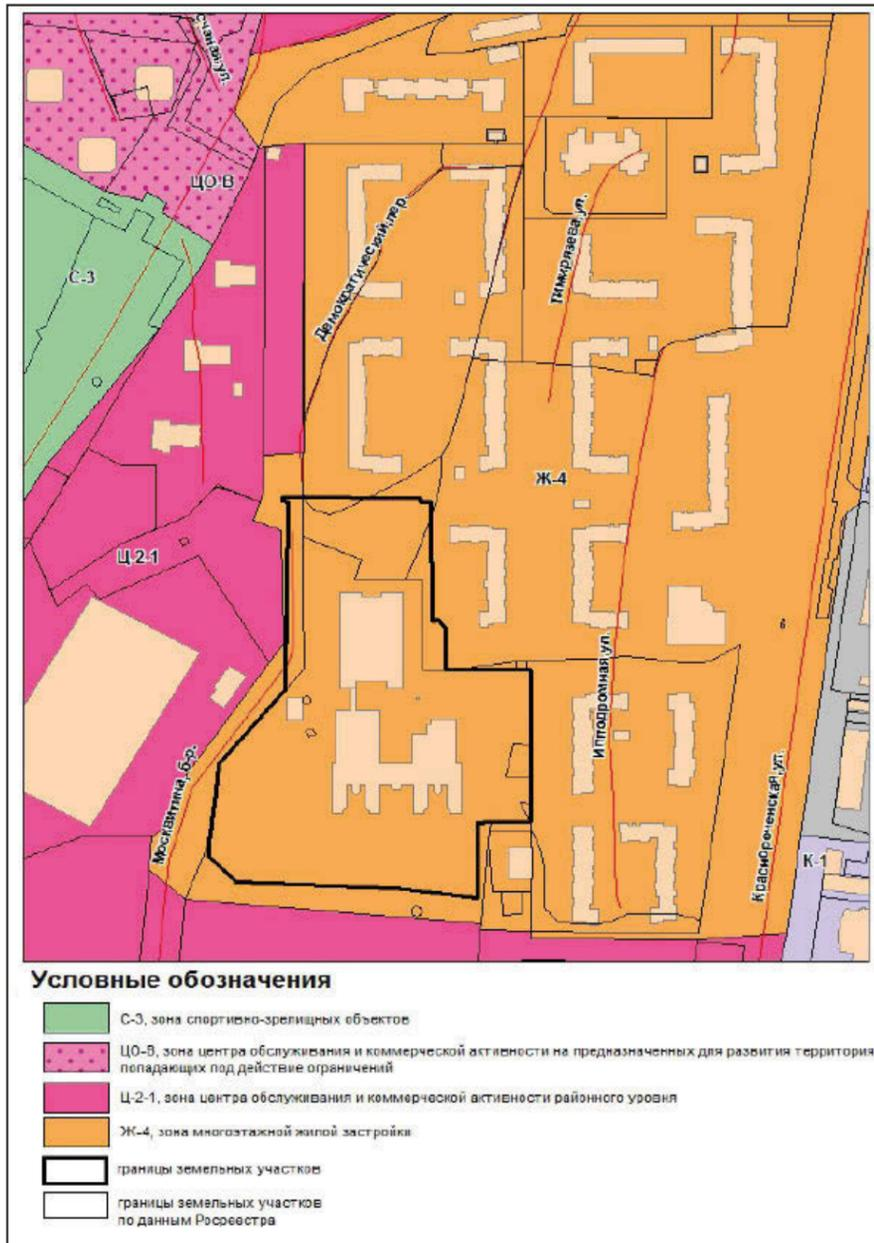 счаная ул.
ЦО-В
С-3
Демократический, пер.
Тимирязева ул.
Ж-4
Ц-2-1
Москвитина, б-р.
Ипподромная, ул.
Краснореченская, ул.
К-1
Условные обозначения
С-3, зона спортивно-зрелищных объектов
ЦО-В, зона центра обслуживания и коммерческой активности на предназначенных для развития территория
попадающих под действие ограничений
Ц-2-1, зона центра обслуживания и коммерческой активности районного уровня
Ж-4, зона многоэтажной жилой застройки
границы земельных участков
границы земельных участков
по данным Росреестра